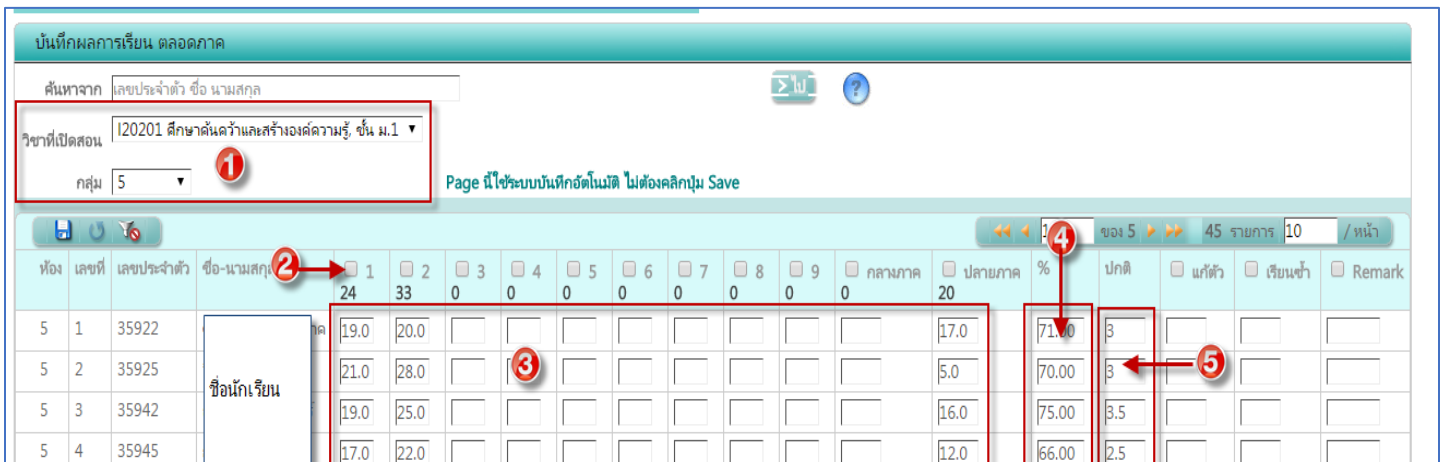 บันทึกผลการเรียน ตลอดภาค
ค้นหาจาก เลขประจำตัว ชื่อ นามสกุล ไป ?
วิชาที่เปิดสอน I20201 ศึกษาค้นคว้าและสร้างองค์ความรู้, ชั้น ม.1
1
กลุ่ม 5 Page นี้ใช้ระบบบันทึกอัตโนมัติ ไม่ต้องคลิกปุ่ม Save
1 ของ 5 45 รายการ 10 / หน้า
4
ห้อง เลขที่ เลขประจำตัว ชื่อ-นามสกุล 2 1 2 3 4 5 6 7 8 9 กลางภาค ปลายภาค % ปกติ แก้ตัว เรียนซ้ำ Remark
24 33 0 0 0 0 0 0 0 0 20
5 1 35922 19.0 20.0 17.0 71.00 3
5 2 35925 21.0 28.0 3 5.0 70.00 3 5
ชื่อนักเรียน
5 3 35942 19.0 25.0 16.0 75.00 3.5
5 4 35945 17.0 22.0 12.0 66.00 2.5